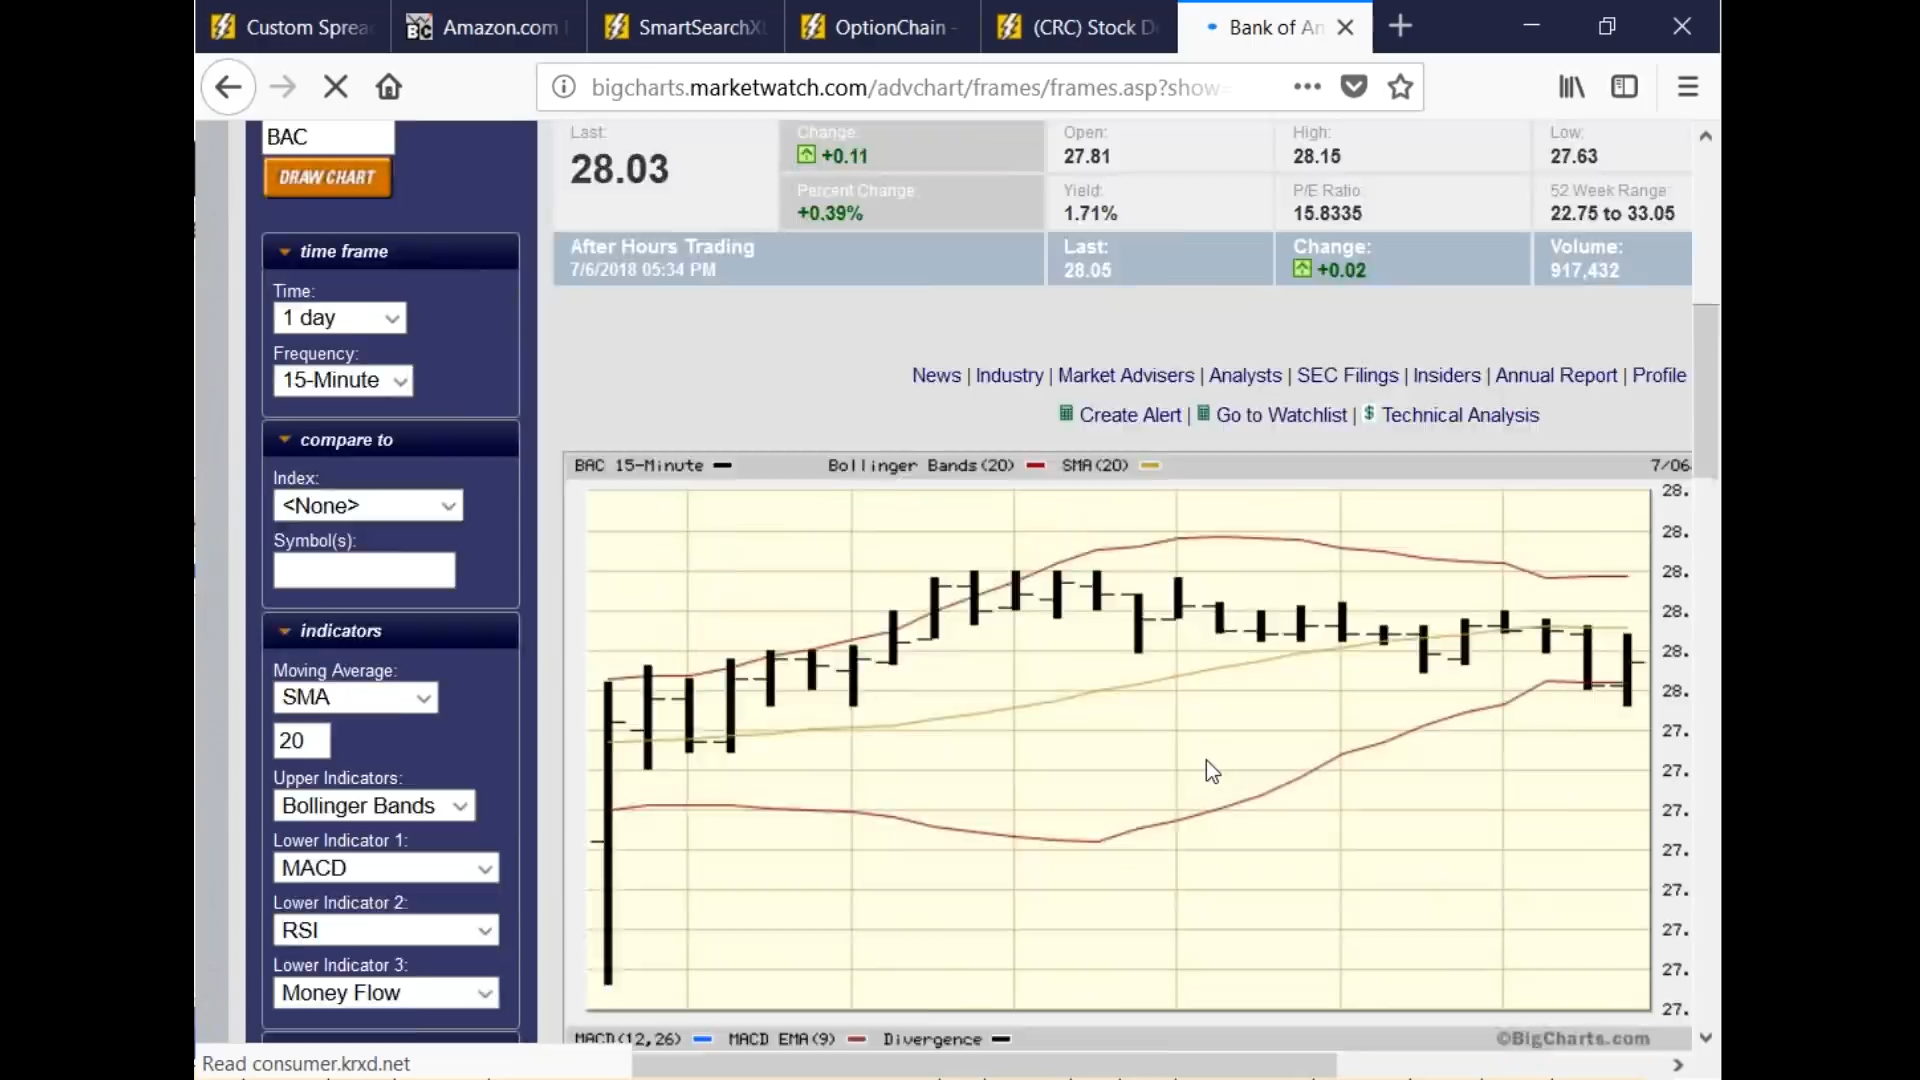 Custom Sprea
Amazon.com
SmartSearchX
OptionChain -
(CRC) Stock D
Bank of An
bigcharts.marketwatch.com/advchart/frames/frames.asp?show=
BAC
DRAW CHART
Last:
28.03
Change:
+0.11
Open:
27.81
High:
28.15
Low:
27.63
Percent Change:
+0.39%
Yield:
1.71%
P/E Ratio:
15.8335
52 Week Range:
22.75 to 33.05
After Hours Trading
7/6/2018 05:34 PM
Last:
28.05
Change:
+0.02
Volume:
917,432
time frame
Time:
1 day
Frequency:
15-Minute
compare to
Index:
<None>
Symbol(s):
indicators
Moving Average:
SMA
20
Upper Indicators:
Bollinger Bands
Lower Indicator 1:
MACD
Lower Indicator 2:
RSI
Lower Indicator 3:
Money Flow
News | Industry | Market Advisers | Analysts | SEC Filings | Insiders | Annual Report | Profile
Create Alert | Go to Watchlist | $ Technical Analysis
BAC 15-Minute Bollinger Bands(20) SMA(20) 7/06
28.
28.
28.
28.
28.
28.
27.
27.
27.
27.
27.
27.
27.
27.
MACD(12,26) MACD EMA(9) Divergence ©BigCharts.com
Read consumer.krxd.net